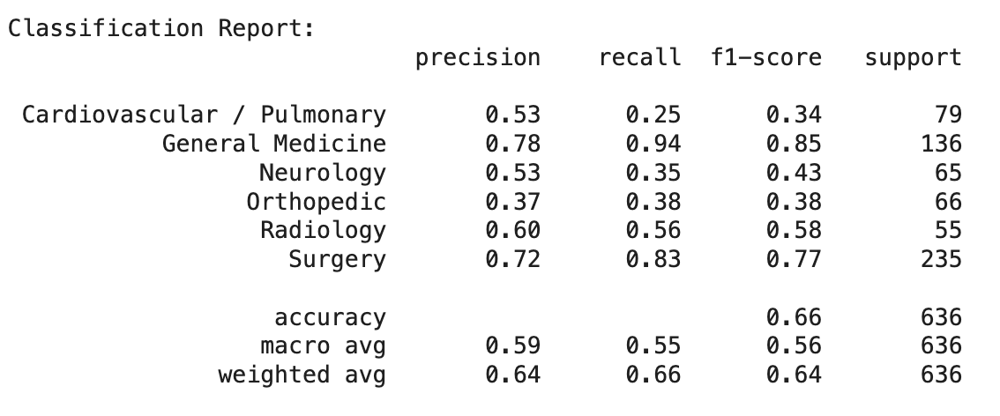 Classification Report:
precision recall f1-score support
Cardiovascular / Pulmonary 0.53 0.25 0.34 79
General Medicine 0.78 0.94 0.85 136
Neurology 0.53 0.35 0.43 65
Orthopedic 0.37 0.38 0.38 66
Radiology 0.60 0.56 0.58 55
Surgery 0.72 0.83 0.77 235
accuracy 0.66 636
macro avg 0.59 0.55 0.56 636
weighted avg 0.64 0.66 0.64 636